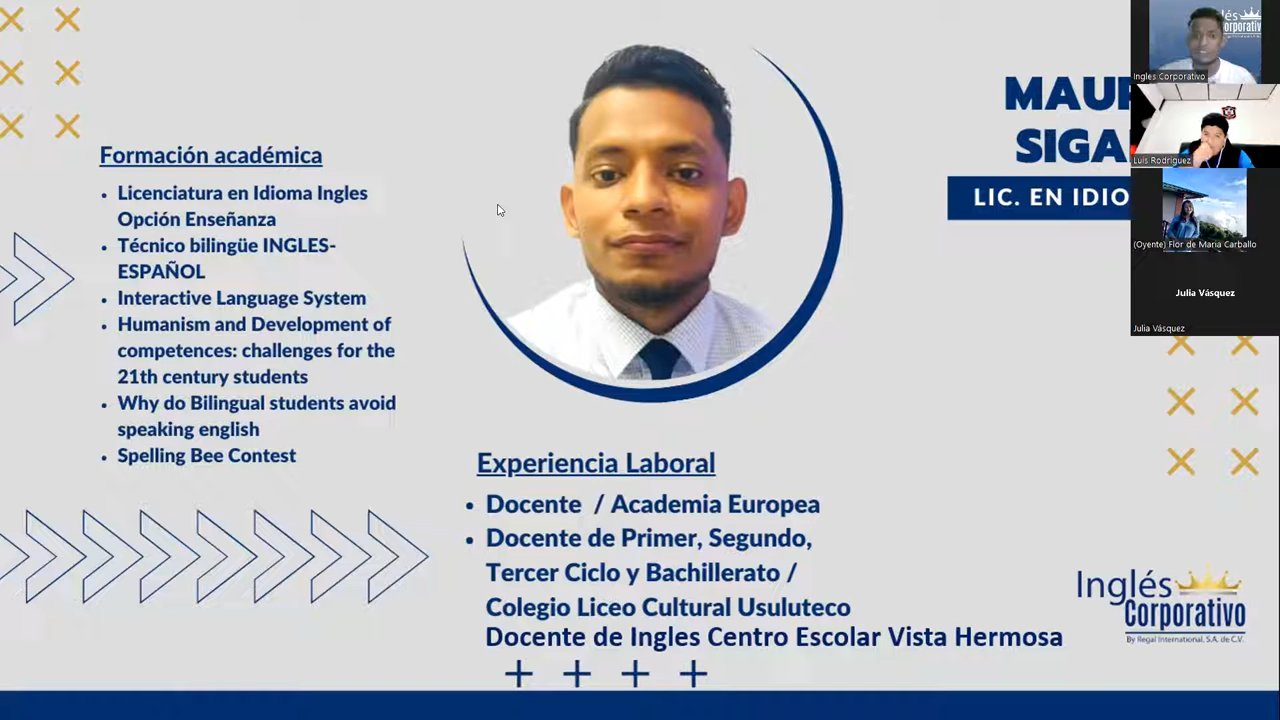 Formación académica
Licenciatura en Idioma Ingles
Opción Enseñanza
Técnico bilingüe INGLES-
ESPAÑOL
Interactive Language System
Humanism and Development of
competences: challenges for the
21th century students
Why do Bilingual students avoid
speaking english
Spelling Bee Contest
Experiencia Laboral
Docente / Academia Europea
Docente de Primer, Segundo,
Tercer Ciclo y Bachillerato /
Colegio Liceo Cultural Usuluteco
Docente de Ingles Centro Escolar Vista Hermosa
MAU
SIGA
LIC. EN IDIO
Ingles Corporativo
Luis Rodriguez
(Oyente) Flor de Maria Carballo
Julia Vásquez
Julia Vásquez
Inglés
Corporativo
By Regal International, S.A. de C.V.